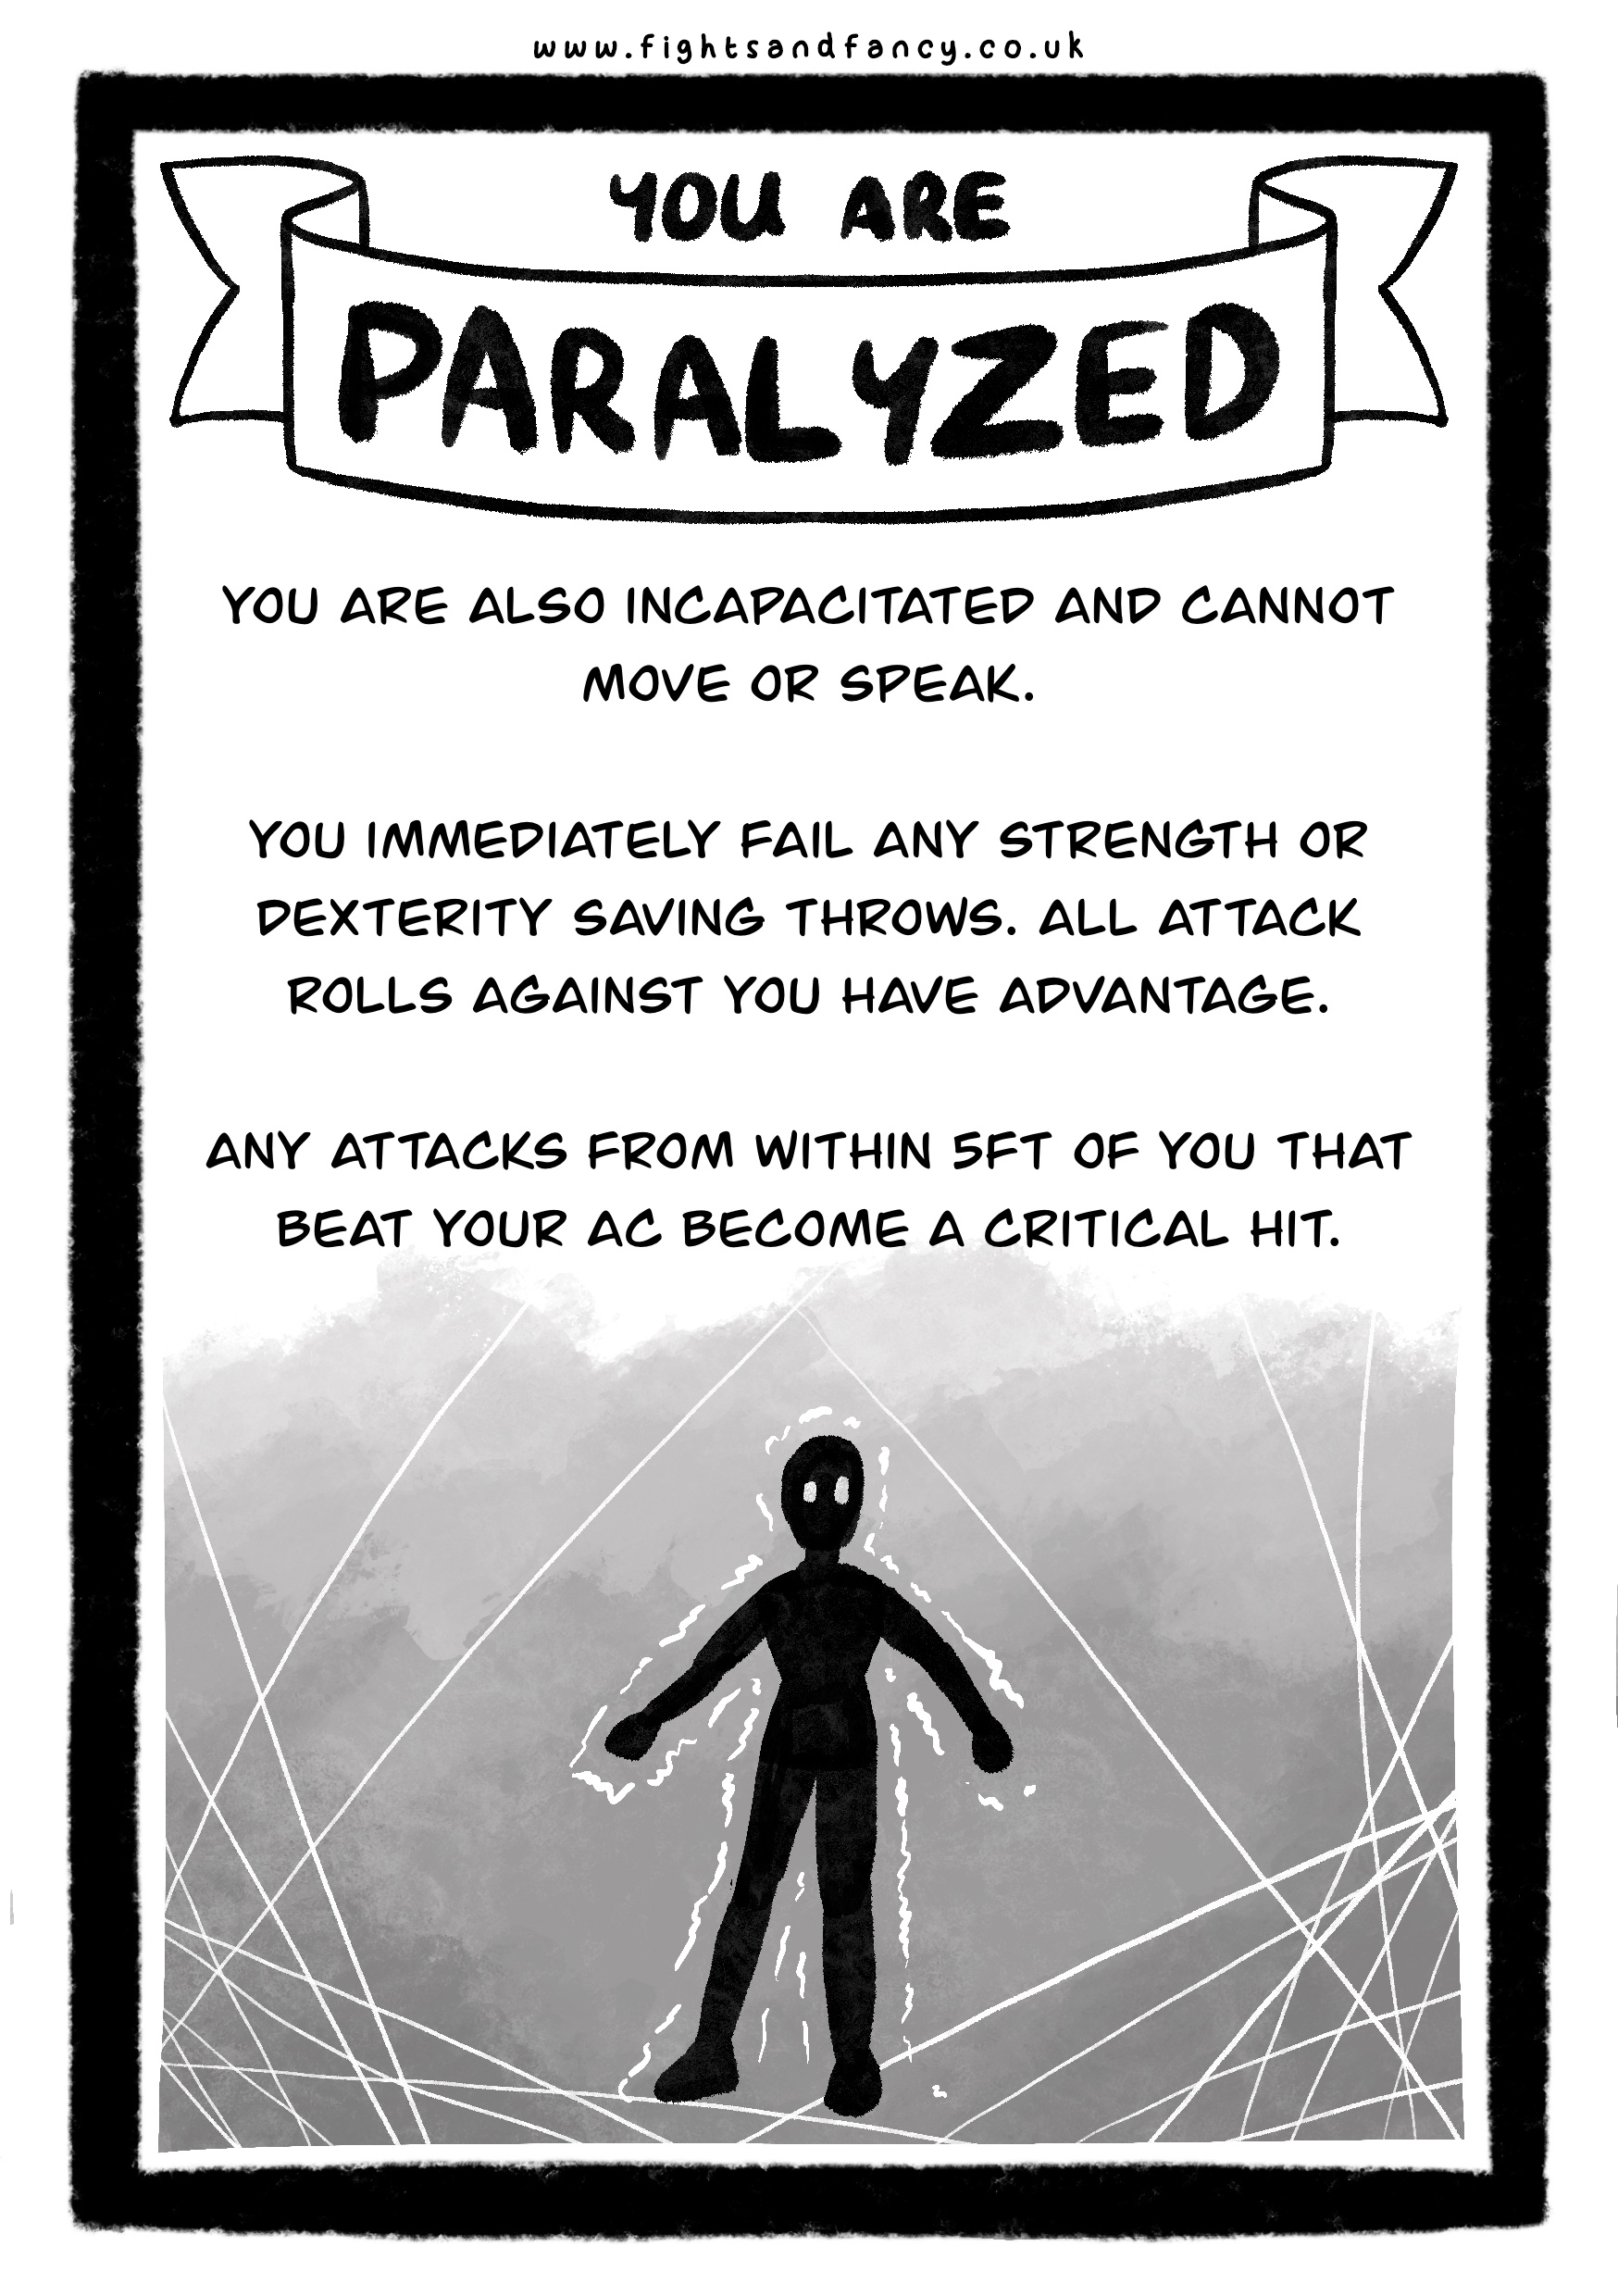 www.fightsandfancy.co.uk
YOU ARE
PARALYZED
YOU ARE ALSO INCAPACITATED AND CANNOT
MOVE OR SPEAK.
YOU IMMEDIATELY FAIL ANY STRENGTH OR
DEXTERITY SAVING THROWS. ALL ATTACK
ROLLS AGAINST YOU HAVE ADVANTAGE.
ANY ATTACKS FROM WITHIN 5FT OF YOU THAT
BEAT YOUR AC BECOME A CRITICAL HIT.